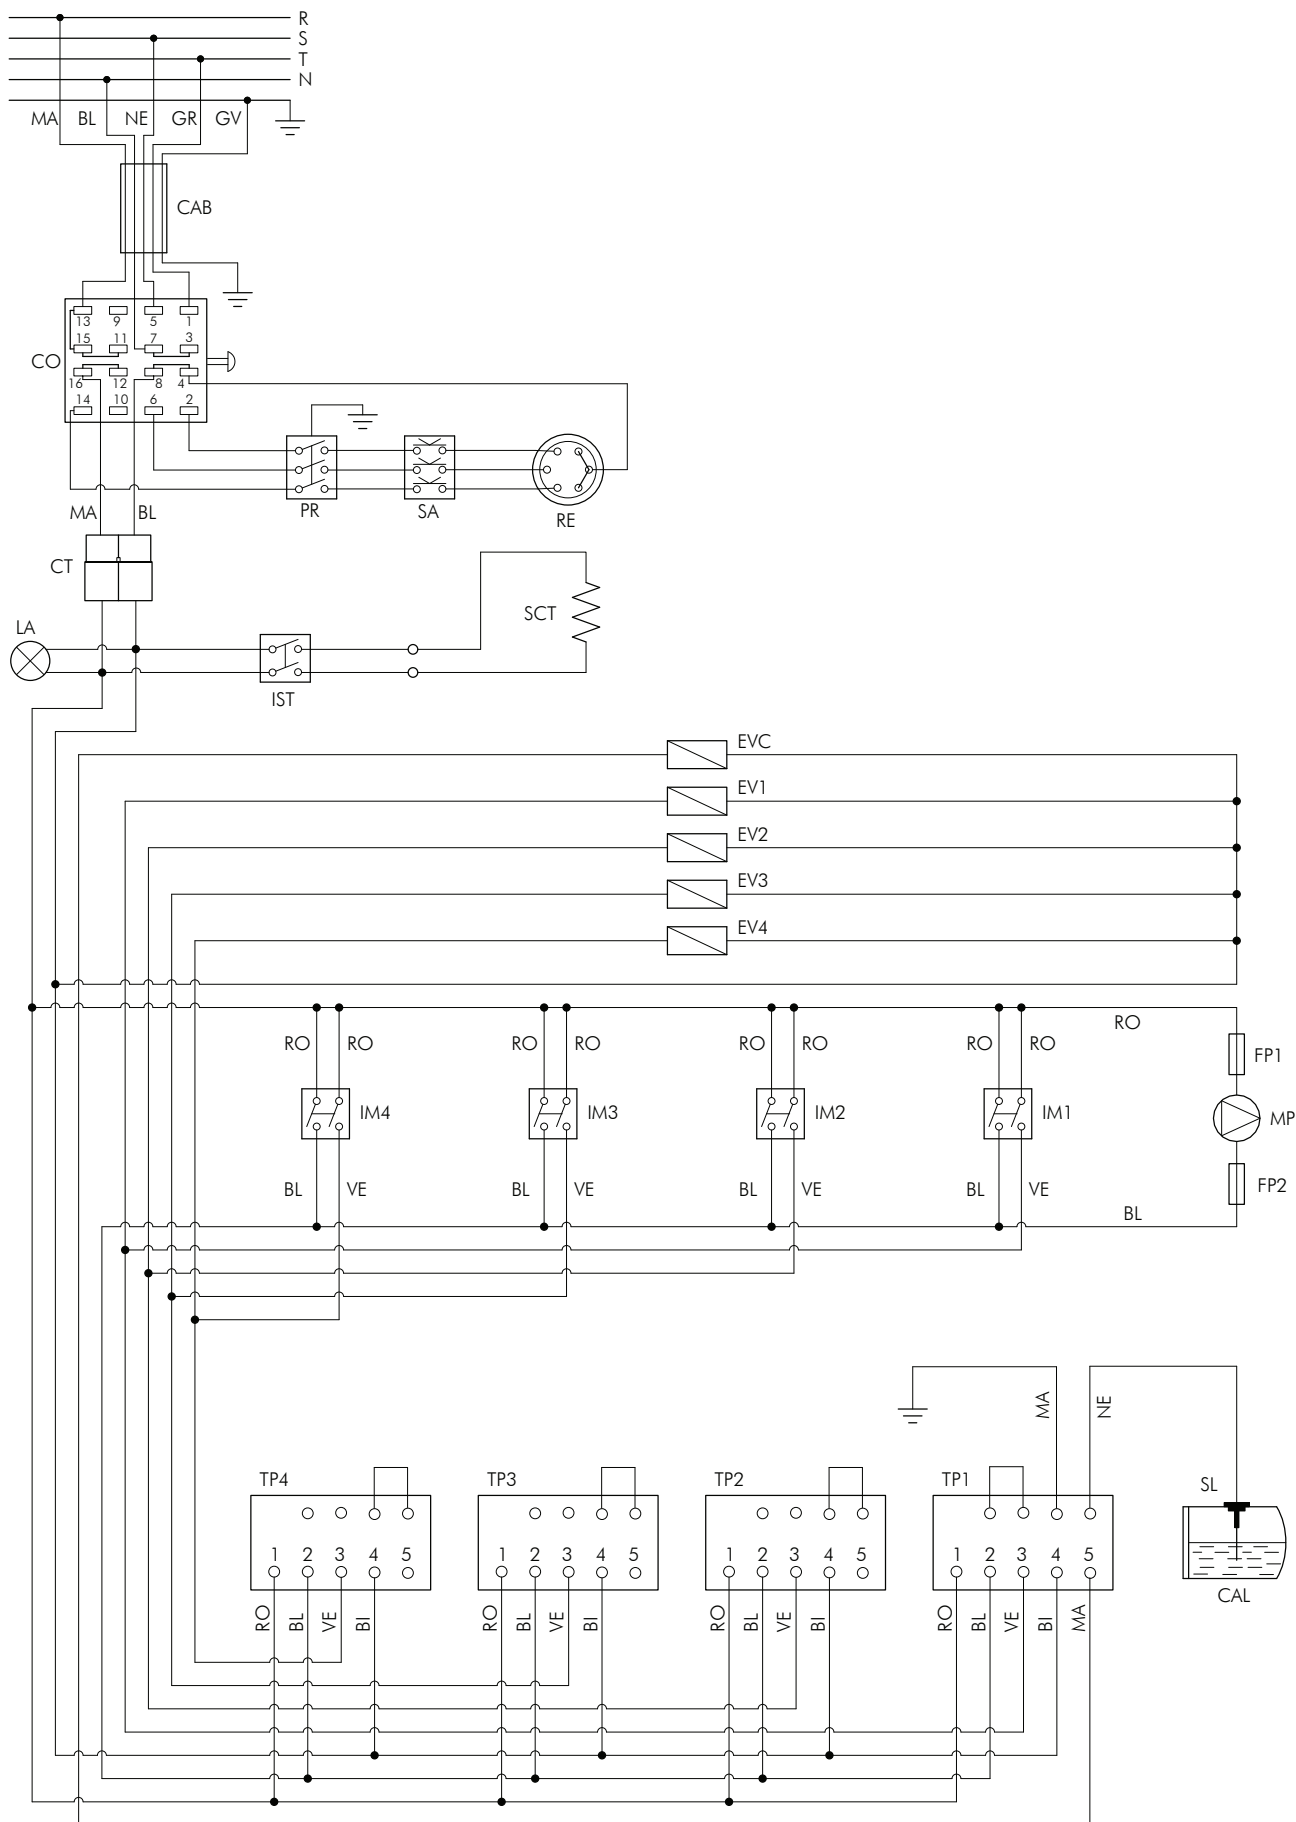 R
S
T
N
MA BL NE GR GV
CAB
13 9 5 1
15 11 7 3
CO
16 12 8 4
14 10 6 2
PR SA RE
MA BL
CT
LA
SCT
IST
EVC
EV1
EV2
EV3
EV4
RO
RO RO RO RO RO RO RO RO
FP1
IM4 IM3 IM2 IM1 MP
BL VE BL VE BL VE BL VE FP2
BL
MA NE
TP4 TP3 TP2 TP1 SL
1 2 3 4 5 1 2 3 4 5 1 2 3 4 5 1 2 3 4 5
CAL
RO BL VE BI RO BL VE BI RO BL VE BI RO BL VE BI MA